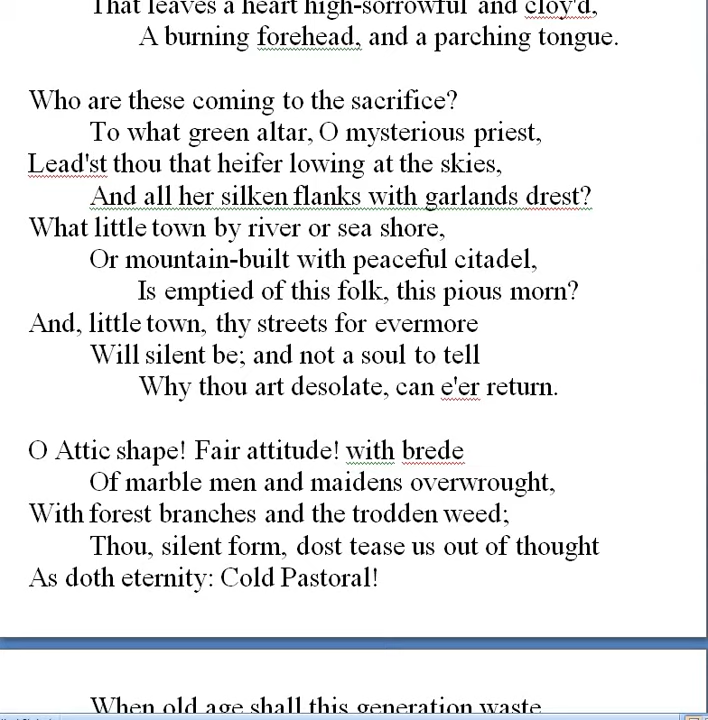 That leaves a heart high-sorrowful and cloy'd,
A burning forehead, and a parching tongue.
Who are these coming to the sacrifice?
To what green altar, O mysterious priest,
Lead'st thou that heifer lowing at the skies,
And all her silken flanks with garlands drest?
What little town by river or sea shore,
Or mountain-built with peaceful citadel,
Is emptied of this folk, this pious morn?
And, little town, thy streets for evermore
Will silent be; and not a soul to tell
Why thou art desolate, can e'er return.
O Attic shape! Fair attitude! with brede
Of marble men and maidens overwrought,
With forest branches and the trodden weed;
Thou, silent form, dost tease us out of thought
As doth eternity: Cold Pastoral!
When old age shall this generation waste